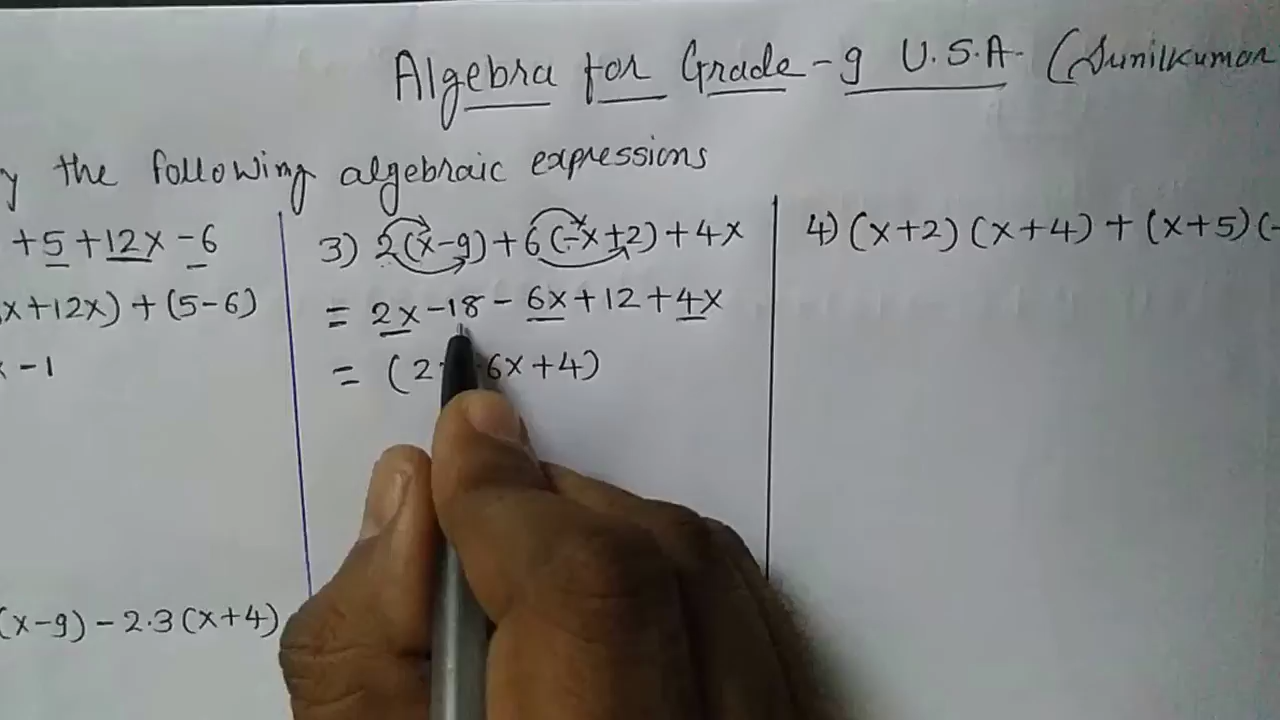 Algebra for Grade-9 U.S.A. (Sunilkumar
y the following algebraic expressions
+5+12x-6
x+12x)+(5-6)
-1
3) 2(x-9)+6(-x+2)+4x
= 2x-18-6x+12+4x
= (2 6x+4)
4) (x+2)(x+4)+(x+5)(-
(x-9)-2.3(x+4)